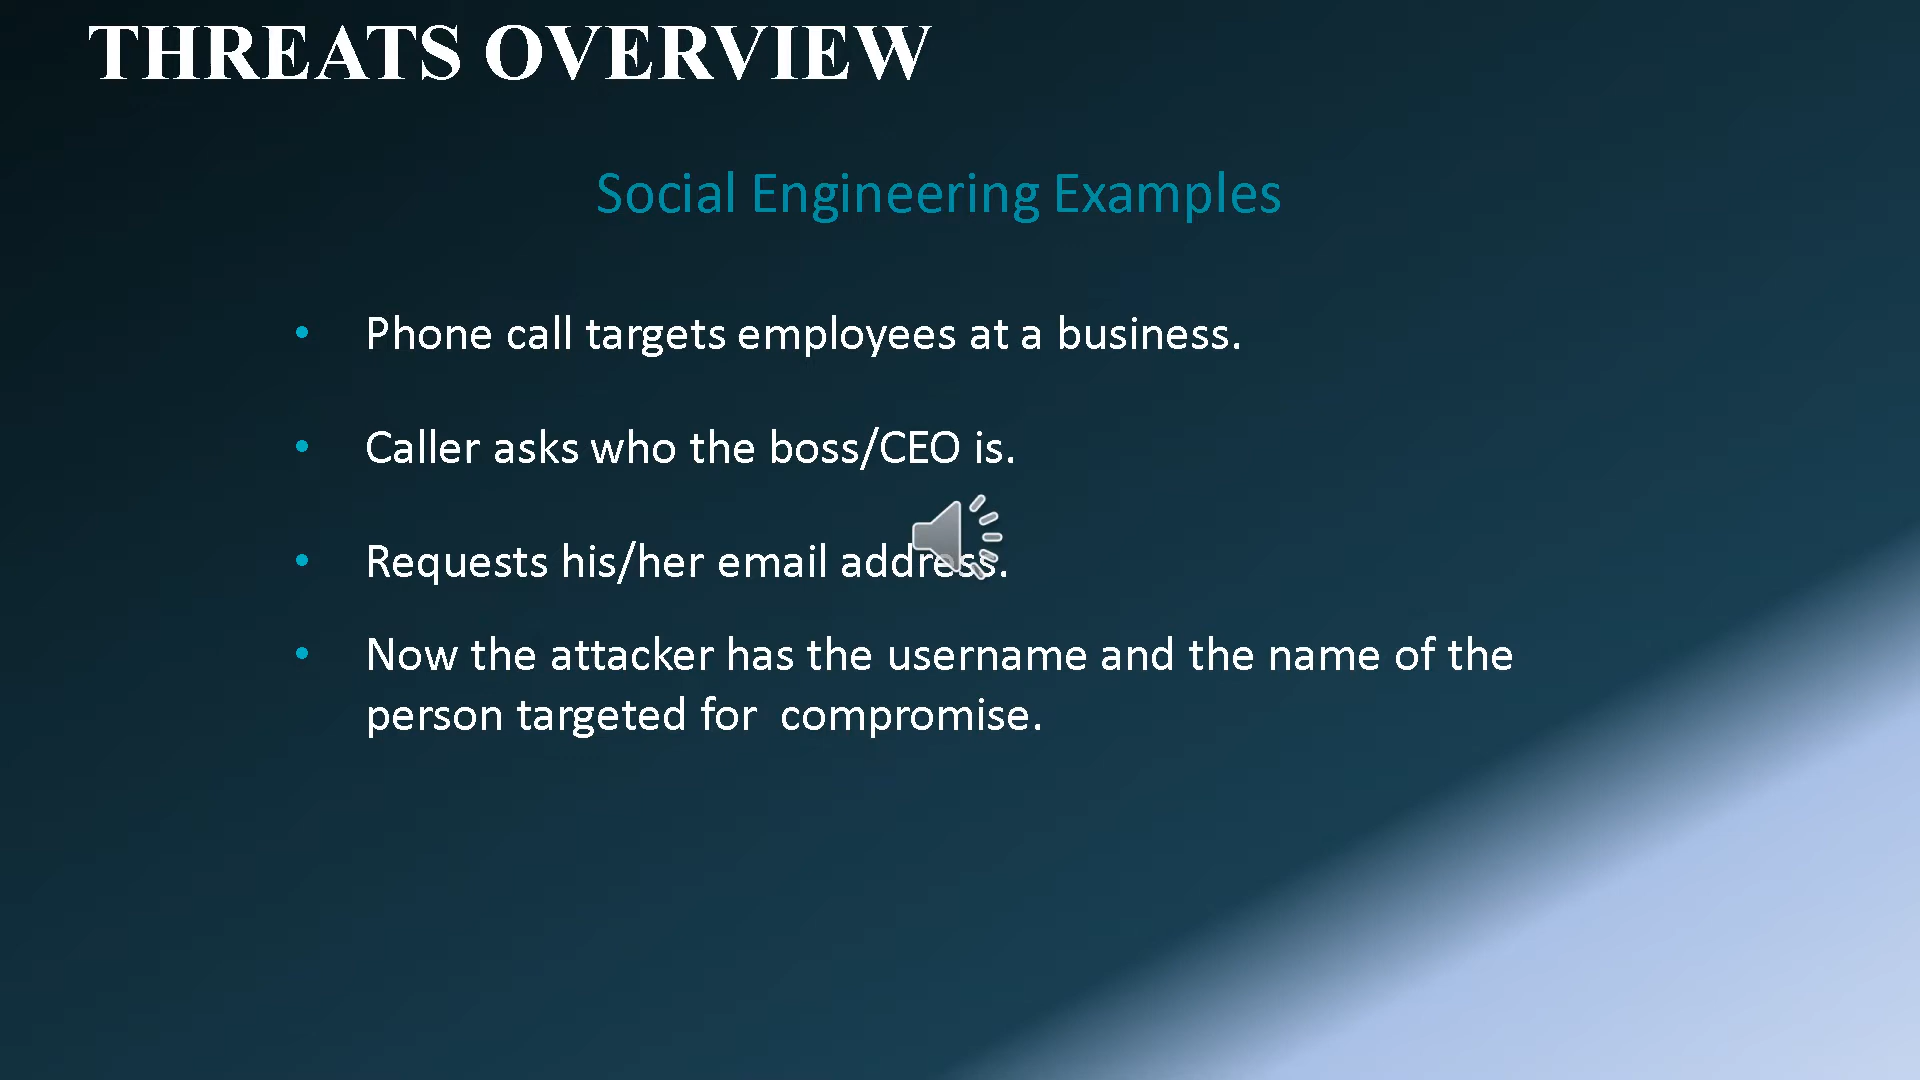 THREATS OVERVIEW
Social Engineering Examples
• Phone call targets employees at a business.
• Caller asks who the boss/CEO is.
• Requests his/her email address.
• Now the attacker has the username and the name of the
person targeted for  compromise.